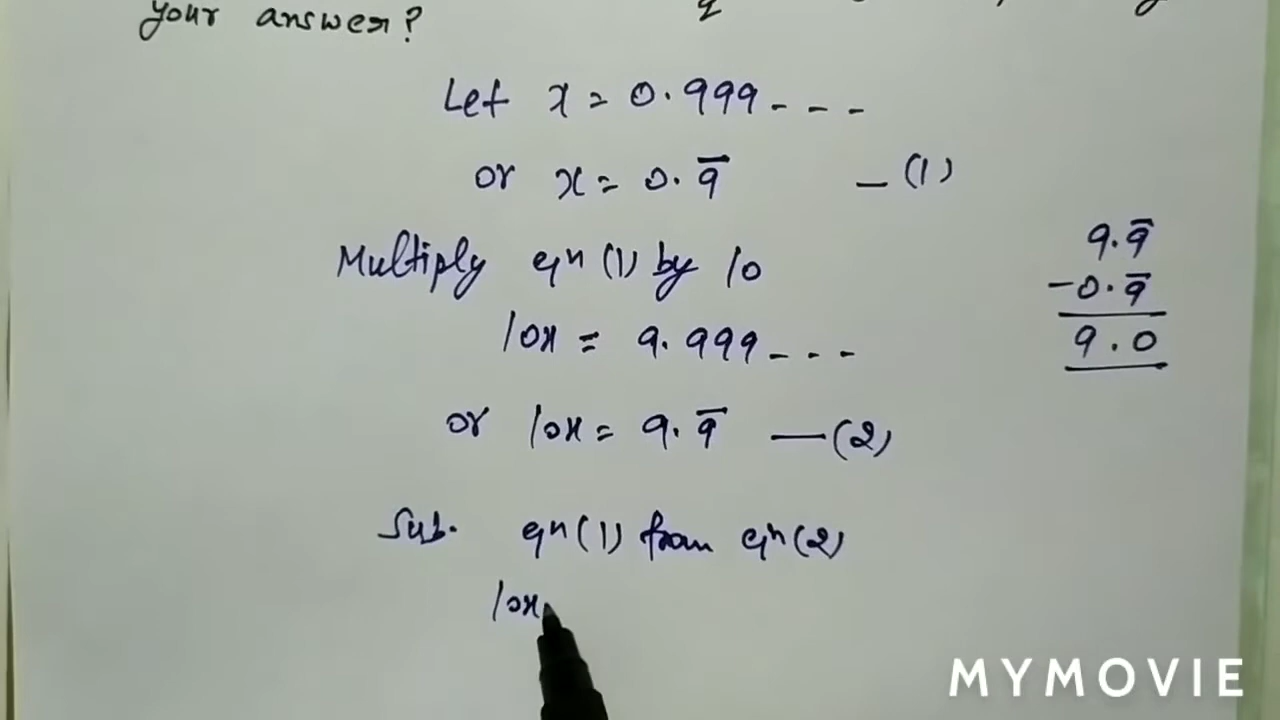 your answer?
Let x = 0.999---
or x = 0.9̅ — (1)
Multiply eqⁿ (1) by 10
10x = 9.999---
or 10x = 9.9̅ — (2)
Sub. eqⁿ (1) from eqⁿ (2)
10x
9.9̅
-0.9̅
9.0
MYMOVIE